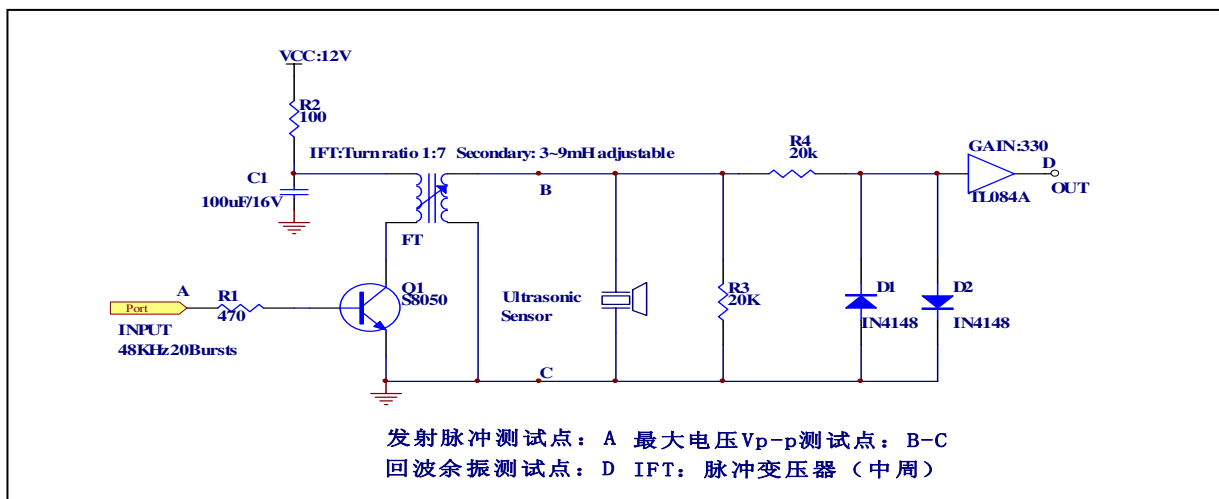 VCC:12V
R2
100
IFT:Turn ratio 1:7 Secondary: 3~9mH adjustable
R4
20k
GAIN:330
D
OUT
TL084A
C1
100uF/16V
B
FT
A
Port
R1
470
INPUT
48KHz 20Bursts
Q1
S8050
Ultrasonic
Sensor
R3
20K
D1
IN4148
D2
IN4148
C
发射脉冲测试点：A 最大电压Vp-p测试点：B-C
回波余振测试点：D IFT：脉冲变压器（中周）